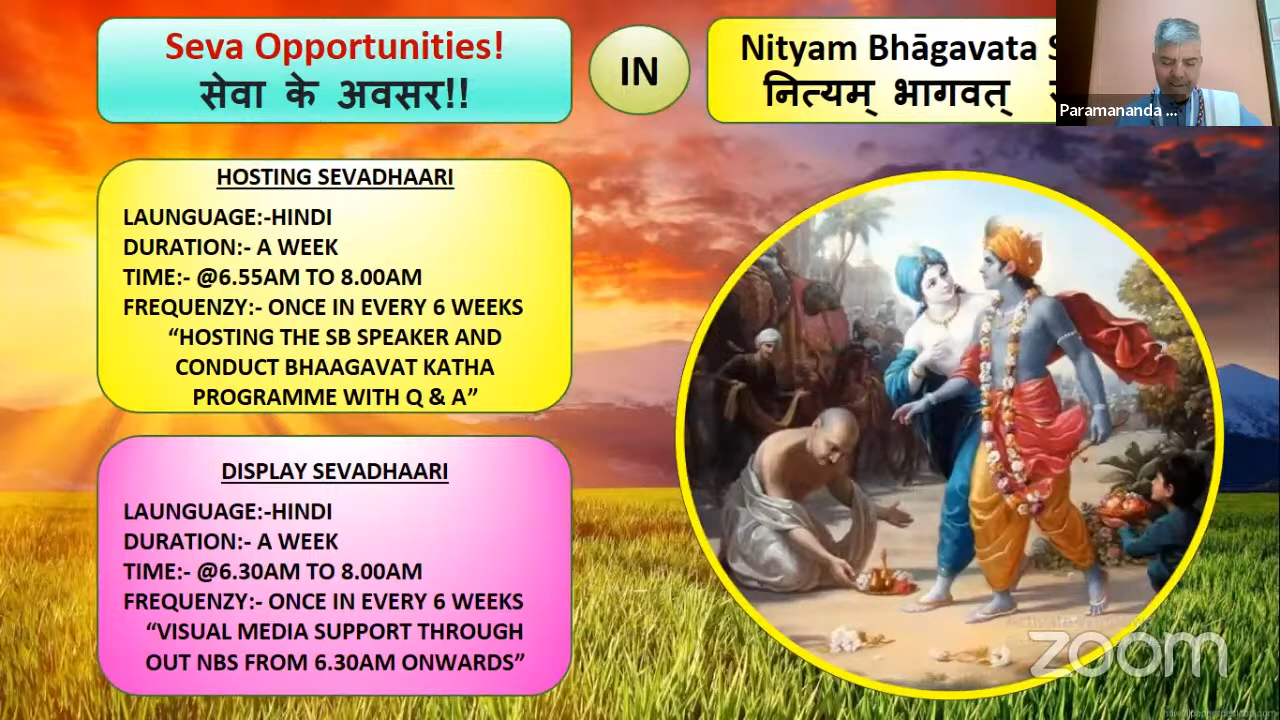 Seva Opportunities!
सेवा के अवसर!!
IN
Nityam Bhāgavata
नित्यम् भागवत्
Paramananda ...
HOSTING SEVADHAARI
LAUNGUAGE:-HINDI
DURATION:- A WEEK
TIME:- @6.55AM TO 8.00AM
FREQUENZY:- ONCE IN EVERY 6 WEEKS
“HOSTING THE SB SPEAKER AND
CONDUCT BHAAGAVAT KATHA
PROGRAMME WITH Q & A”
DISPLAY SEVADHAARI
LAUNGUAGE:-HINDI
DURATION:- A WEEK
TIME:- @6.30AM TO 8.00AM
FREQUENZY:- ONCE IN EVERY 6 WEEKS
“VISUAL MEDIA SUPPORT THROUGH
OUT NBS FROM 6.30AM ONWARDS”
zoom